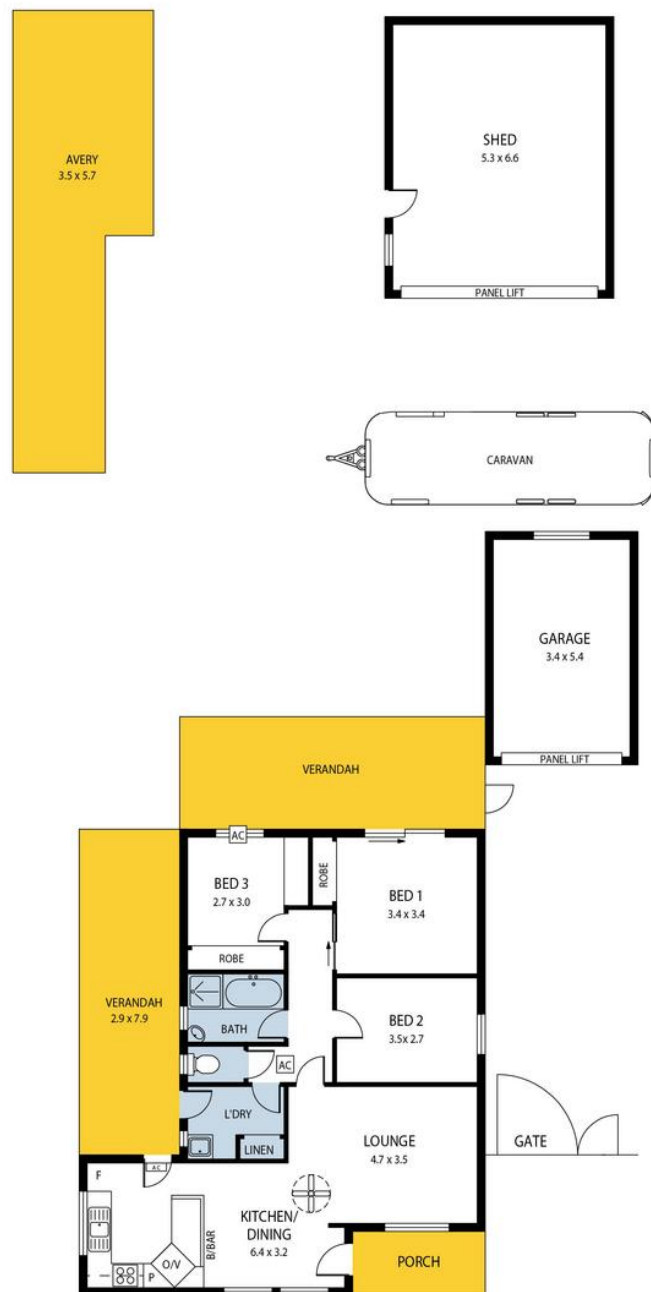 AVERY
3.5 x 5.7
SHED
5.3 x 6.6
PANEL LIFT
CARAVAN
GARAGE
3.4 x 5.4
PANEL LIFT
VERANDAH
AC
BED 3
2.7 x 3.0
ROBE
BED 1
3.4 x 3.4
ROBE
VERANDAH
2.9 x 7.9
BATH
BED 2
3.5x 2.7
AC
L'DRY
LINEN
LOUNGE
4.7 x 3.5
GATE
AC
F
KITCHEN/
DINING
6.4 x 3.2
B/BAR
O/V
P
PORCH